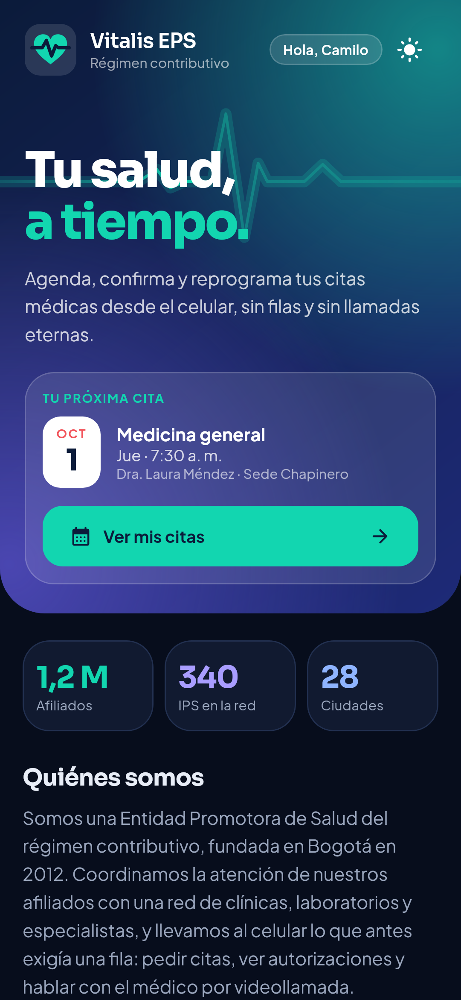 Vitalis EPS
Régimen contributivo
Hola, Camilo
Tu salud,
a tiempo.
Agenda, confirma y reprograma tus citas
médicas desde el celular, sin filas y sin llamadas
eternas.
TU PRÓXIMA CITA
OCT
1
Medicina general
Jue · 7:30 a. m.
Dra. Laura Méndez · Sede Chapinero
Ver mis citas
1,2 M
Afiliados
340
IPS en la red
28
Ciudades
Quiénes somos
Somos una Entidad Promotora de Salud del
régimen contributivo, fundada en Bogotá en
2012. Coordinamos la atención de nuestros
afiliados con una red de clínicas, laboratorios y
especialistas, y llevamos al celular lo que antes
exigía una fila: pedir citas, ver autorizaciones y
hablar con el médico por videollamada.